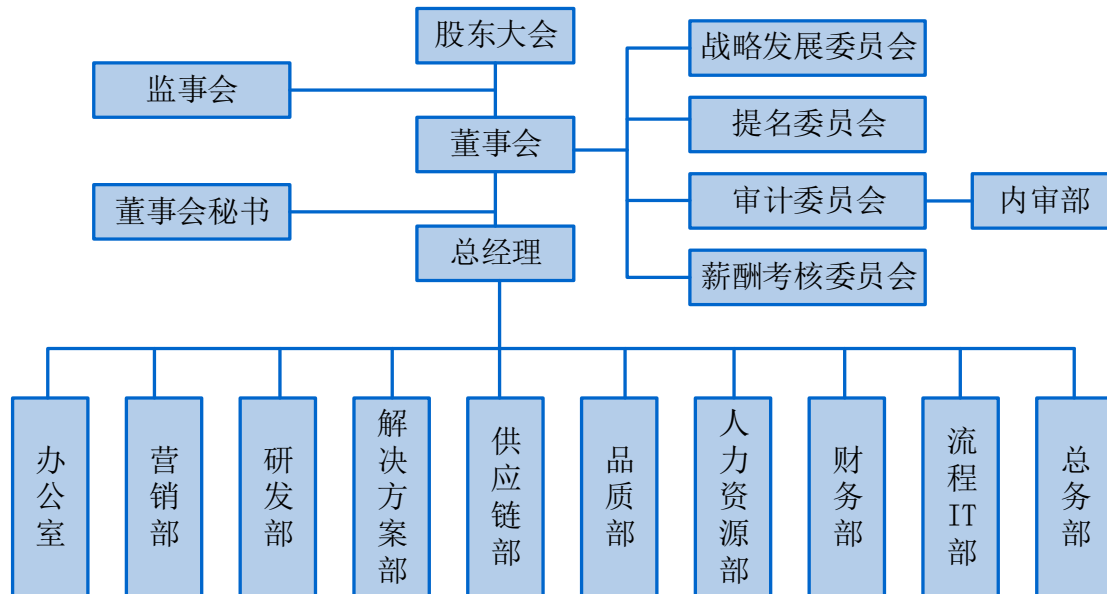 股东大会
战略发展委员会
监事会
提名委员会
董事会
审计委员会
内审部
董事会秘书
总经理
薪酬考核委员会
办公室
营销部
研发部
解决方案部
供应链部
品质部
人力资源部
财务部
流程IT部
总务部